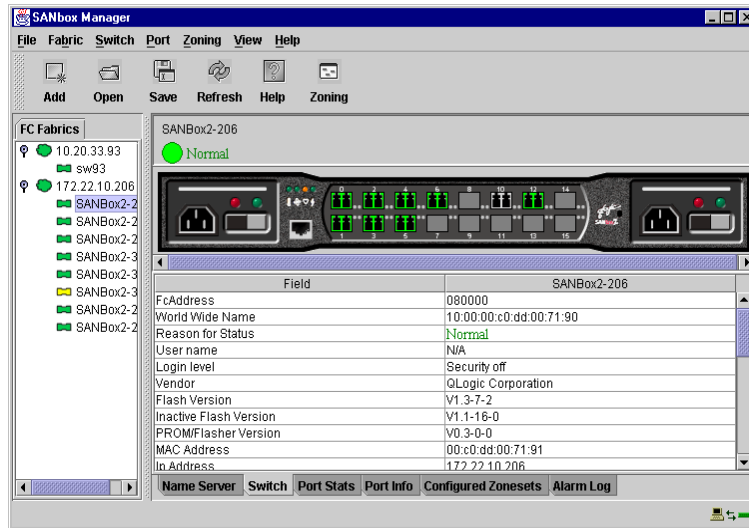 SANbox Manager
File Fabric Switch Port Zoning View Help
Add Open Save Refresh Help Zoning
FC Fabrics
10.20.33.93
sw93
172.22.10.206
SANBox2-2
SANBox2-2
SANBox2-2
SANBox2-3
SANBox2-3
SANBox2-3
SANBox2-2
SANBox2-2
SANBox2-206
Normal
0 2 4 6 8 10 12 14
1 3 5 7 9 11 13 15
Field SANBox2-206
FcAddress 080000
World Wide Name 10:00:00:c0:dd:00:71:90
Reason for Status Normal
User name N/A
Login level Security off
Vendor QLogic Corporation
Flash Version V1.3-7-2
Inactive Flash Version V1.1-16-0
PROM/Flasher Version V0.3-0-0
MAC Address 00:c0:dd:00:71:91
Ip Address 172.22.10.206
Name Server Switch Port Stats Port Info Configured Zonesets Alarm Log